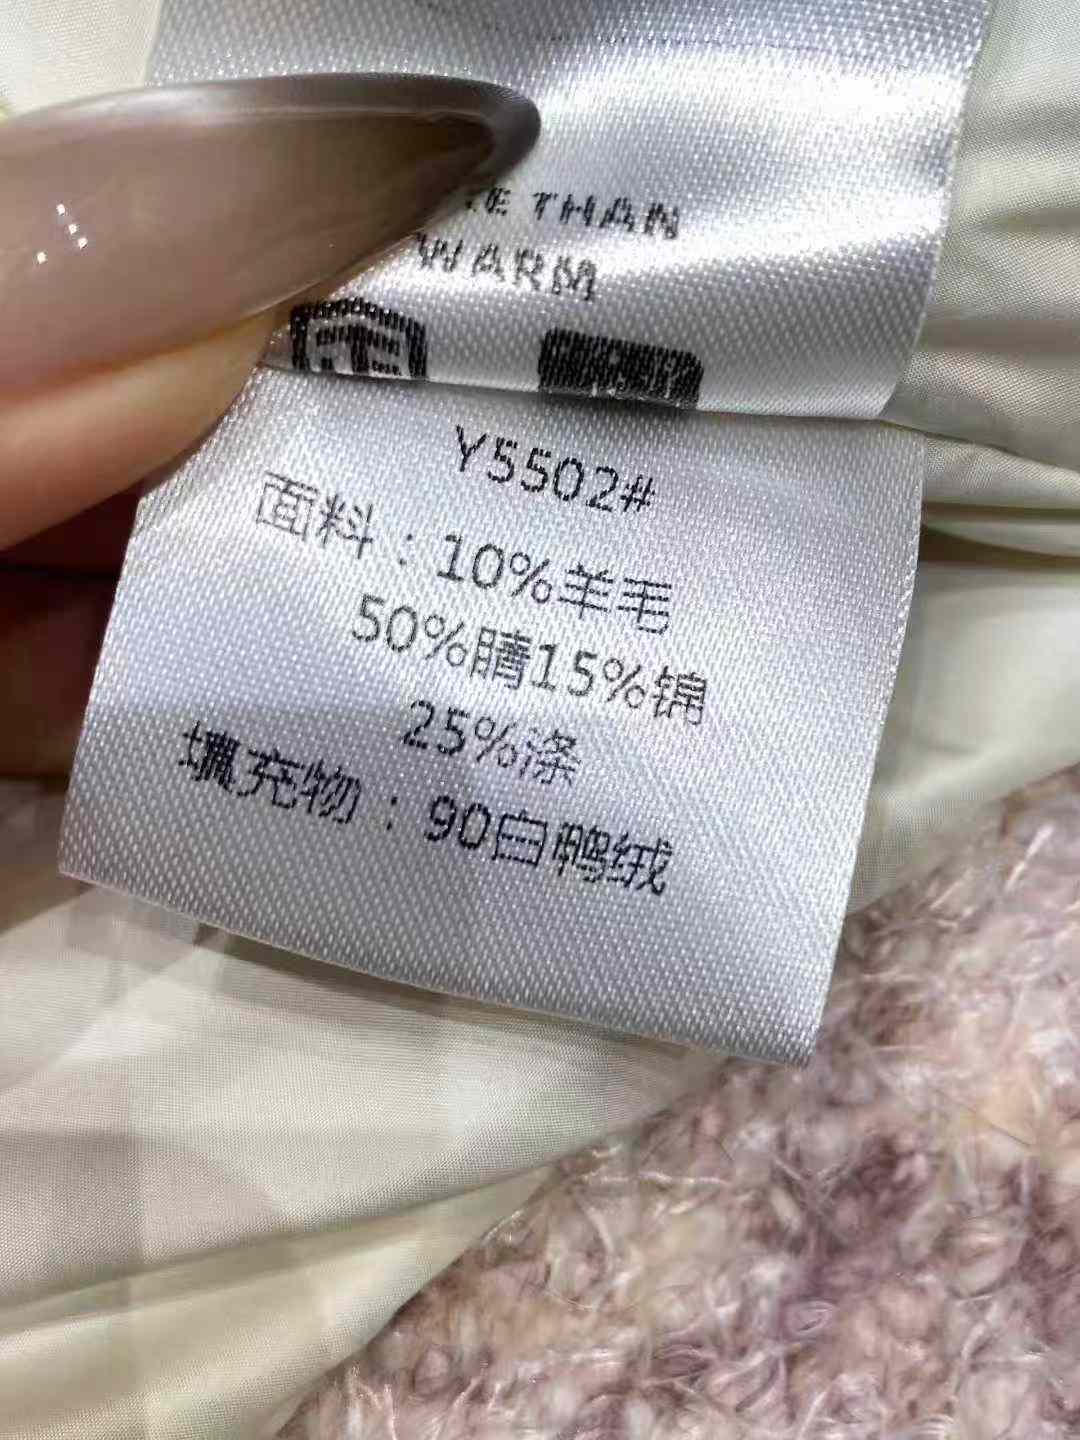 THAN
WARM
Y5502#
面料：10%羊毛
50%腈15%锦
25%涤
填充物：90白鸭绒